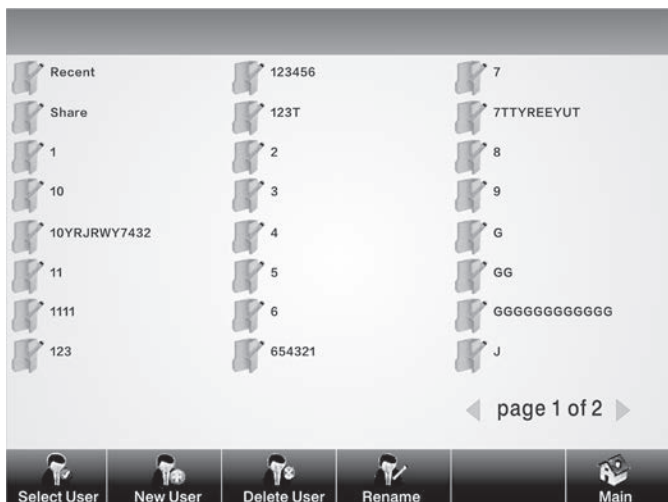 Recent
Share
1
10
10YRJRWY7432
11
1111
123
123456
123T
2
3
4
5
6
654321
7
7TTYREEYUT
8
9
G
GG
GGGGGGGGGGGG
J
page 1 of 2
Select User
New User
Delete User
Rename
Main